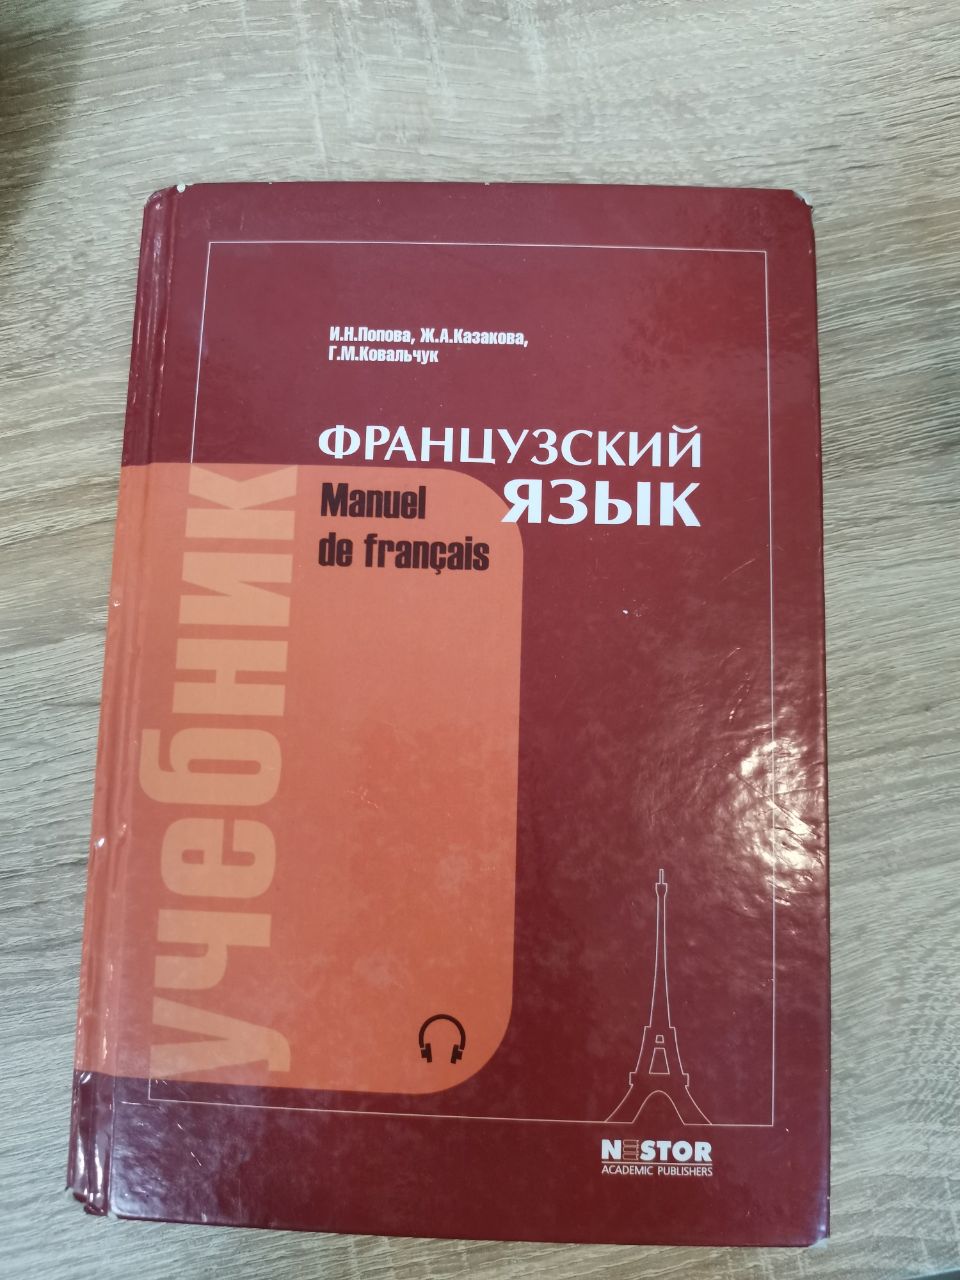 И.Н.Попова, Ж.А.Казакова,
Г.М.Ковальчук
ФРАНЦУЗСКИЙ
ЯЗЫК
Manuel
de français
учебник
NESTOR
ACADEMIC PUBLISHERS